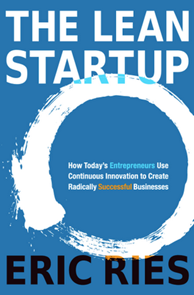 THE LEAN
STARTUP
How Today's Entrepreneurs Use
Continuous Innovation to Create
Radically Successful Businesses
ERIC RIES